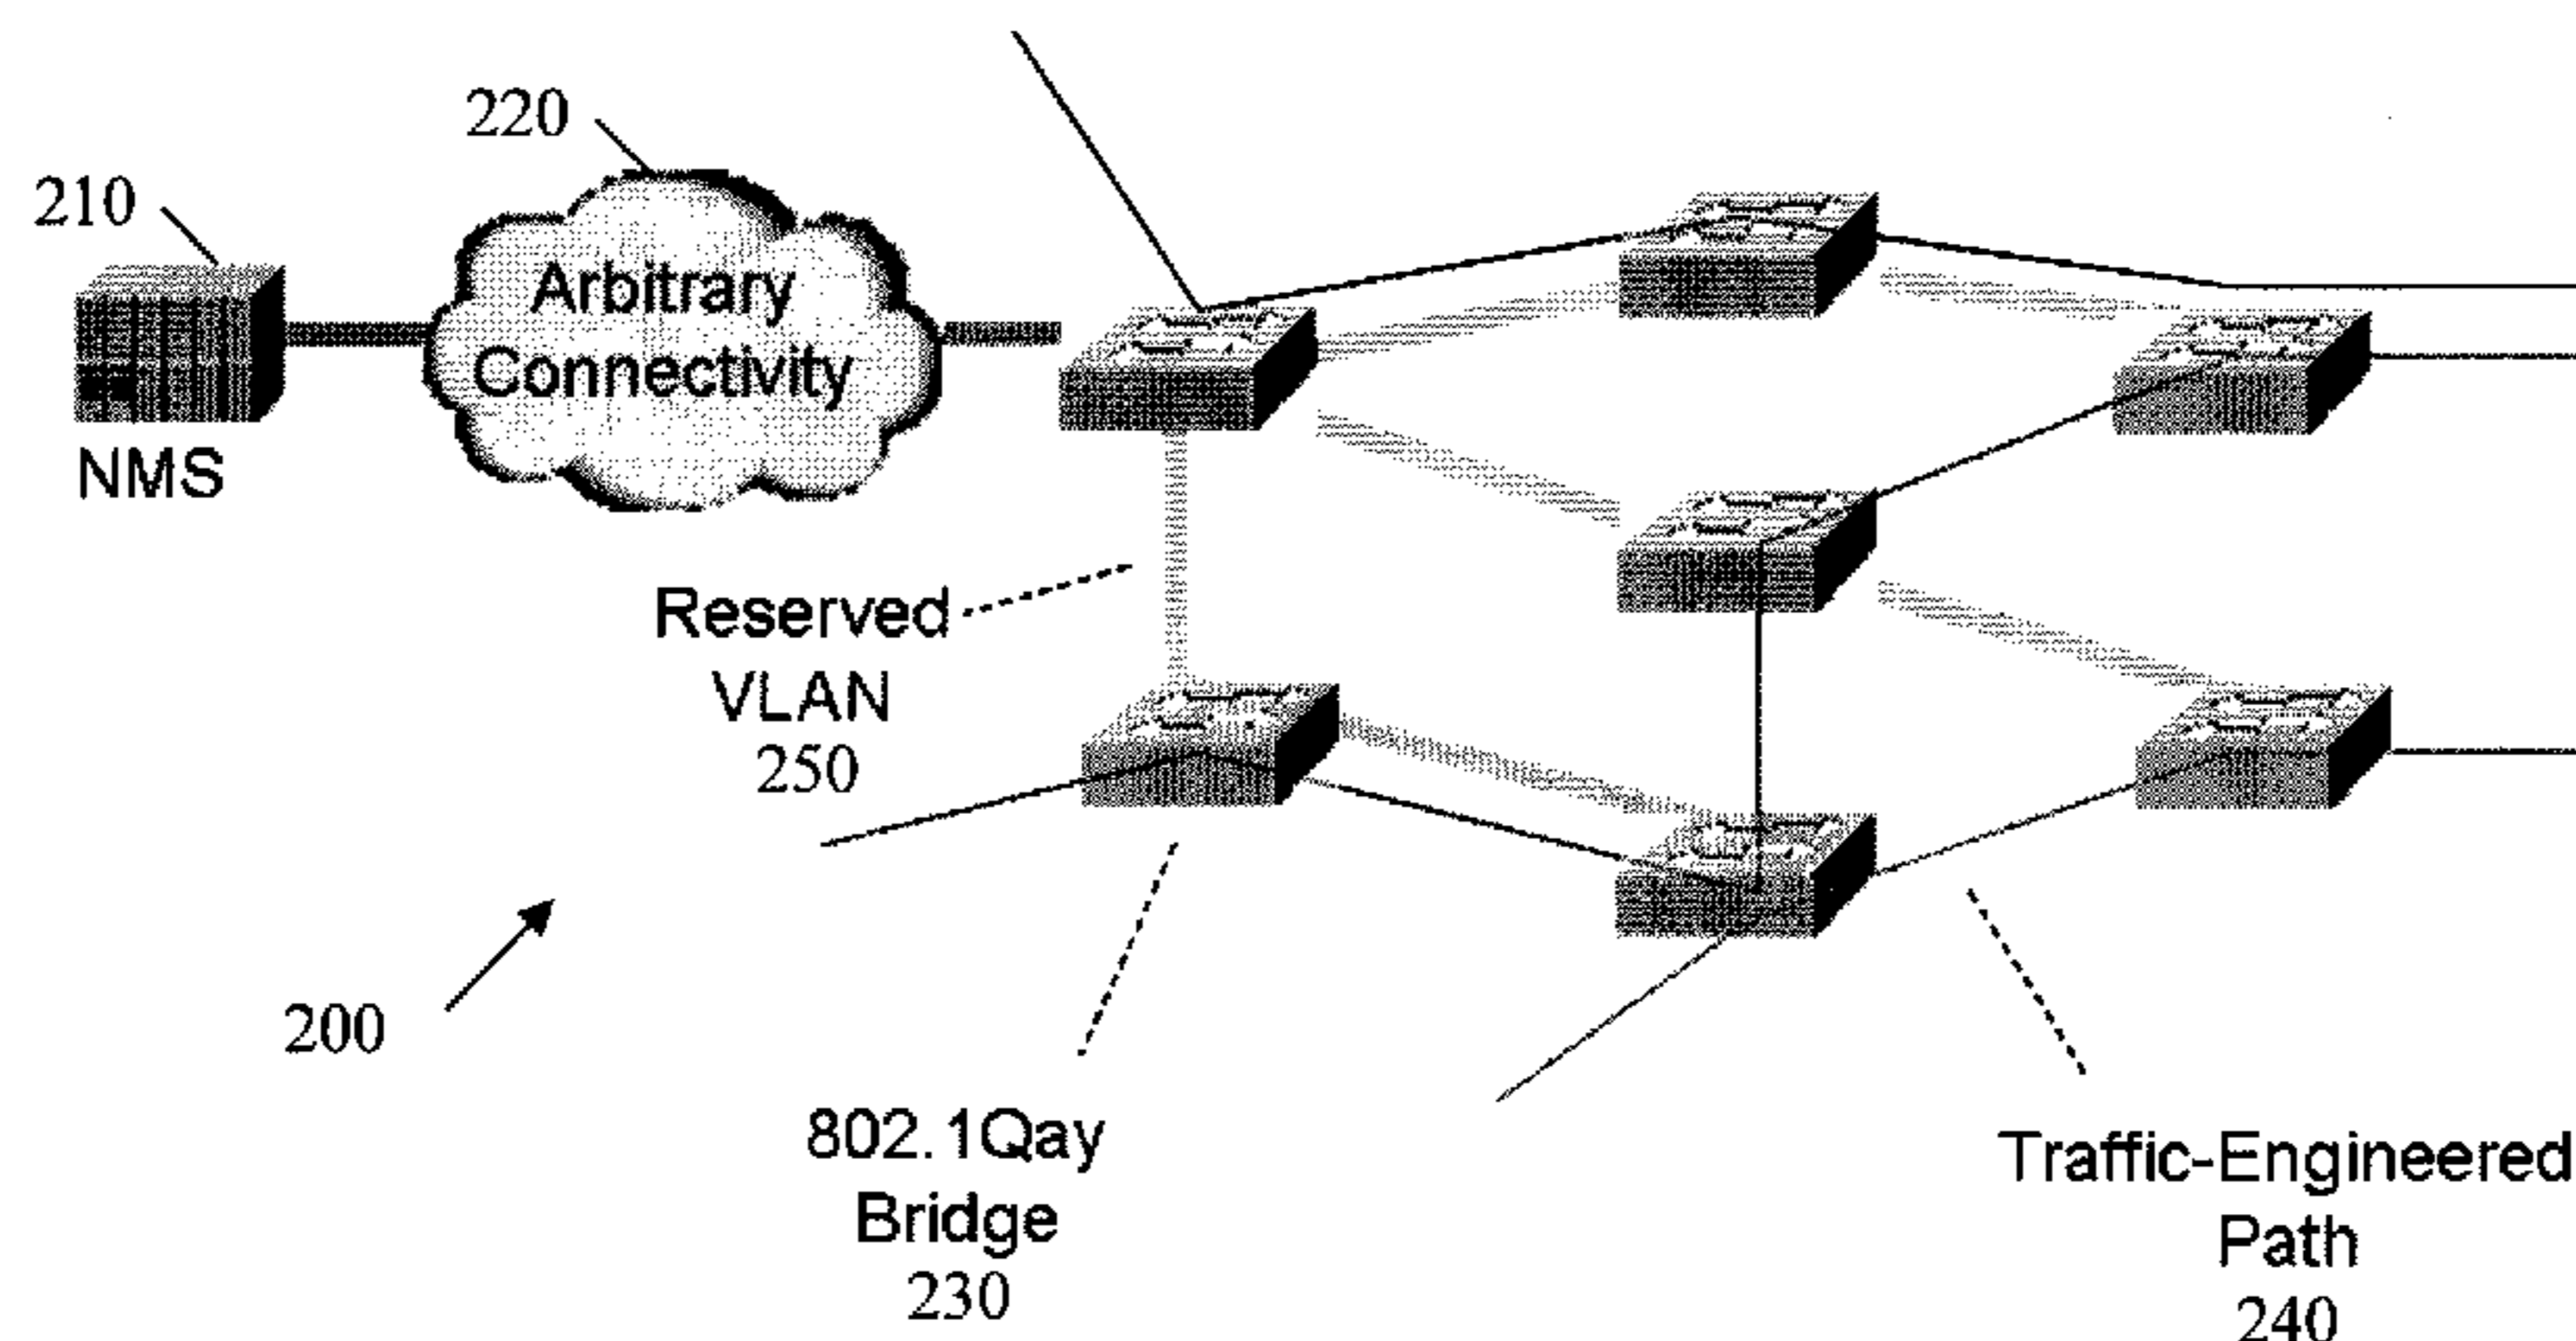 220
210
Arbitrary
Connectivity
NMS
Reserved
VLAN
250
200
802.1Qay
Bridge
230
Traffic-Engineered
Path
240